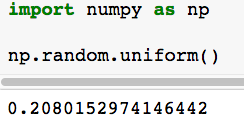 import numpy as np
np.random.uniform()
0.2080152974146442